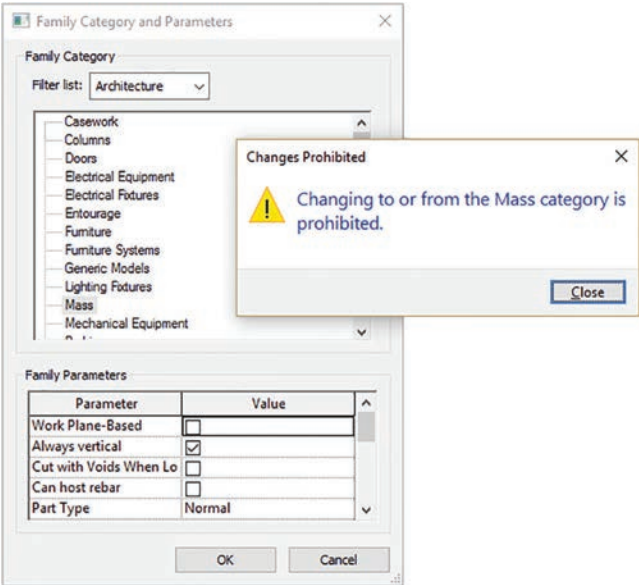 Family Category and Parameters
Family Category
Filter list: Architecture
Casework
Columns
Doors
Electrical Equipment
Electrical Fixtures
Entourage
Furniture
Furniture Systems
Generic Models
Lighting Fixtures
Mass
Mechanical Equipment
Changes Prohibited
Changing to or from the Mass category is
prohibited.
Close
Family Parameters
Parameter Value
Work Plane-Based
Always vertical
Cut with Voids When Lo
Can host rebar
Part Type Normal
OK Cancel